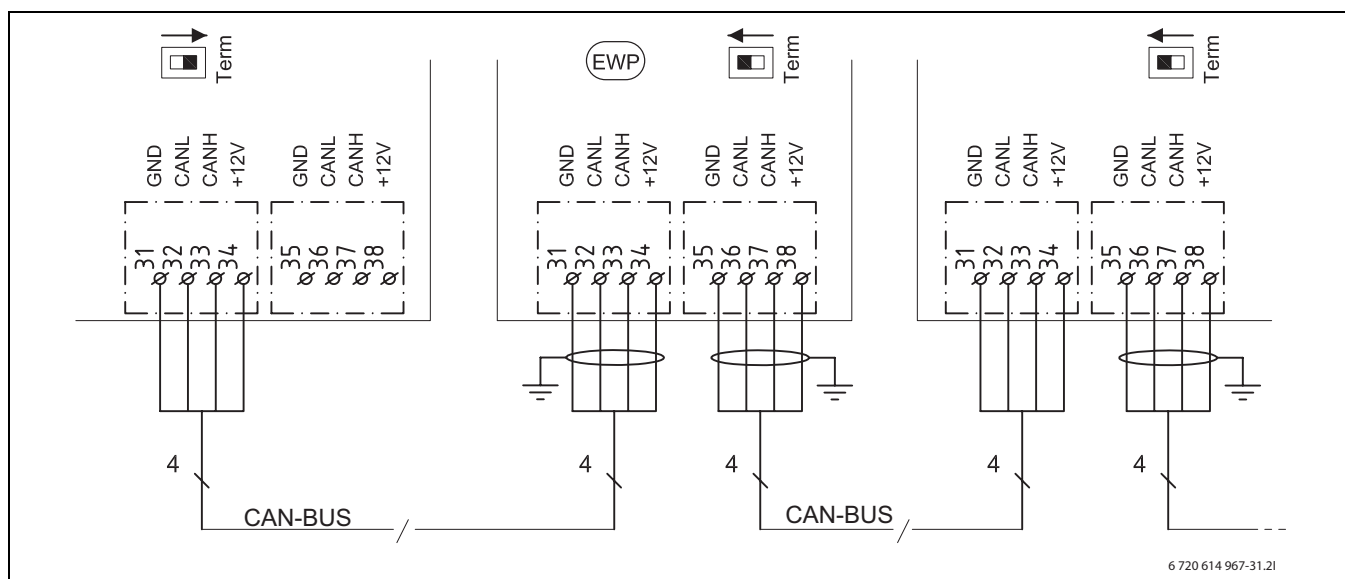 Term
EWP
Term
Term
GND CANL CANH +12V
GND CANL CANH +12V
GND CANL CANH +12V
GND CANL CANH +12V
GND CANL CANH +12V
GND CANL CANH +12V
31 32 33 34
35 36 37 38
31 32 33 34
35 36 37 38
31 32 33 34
35 36 37 38
4
4
4
4
4
CAN-BUS
CAN-BUS
6 720 614 967-31.2I